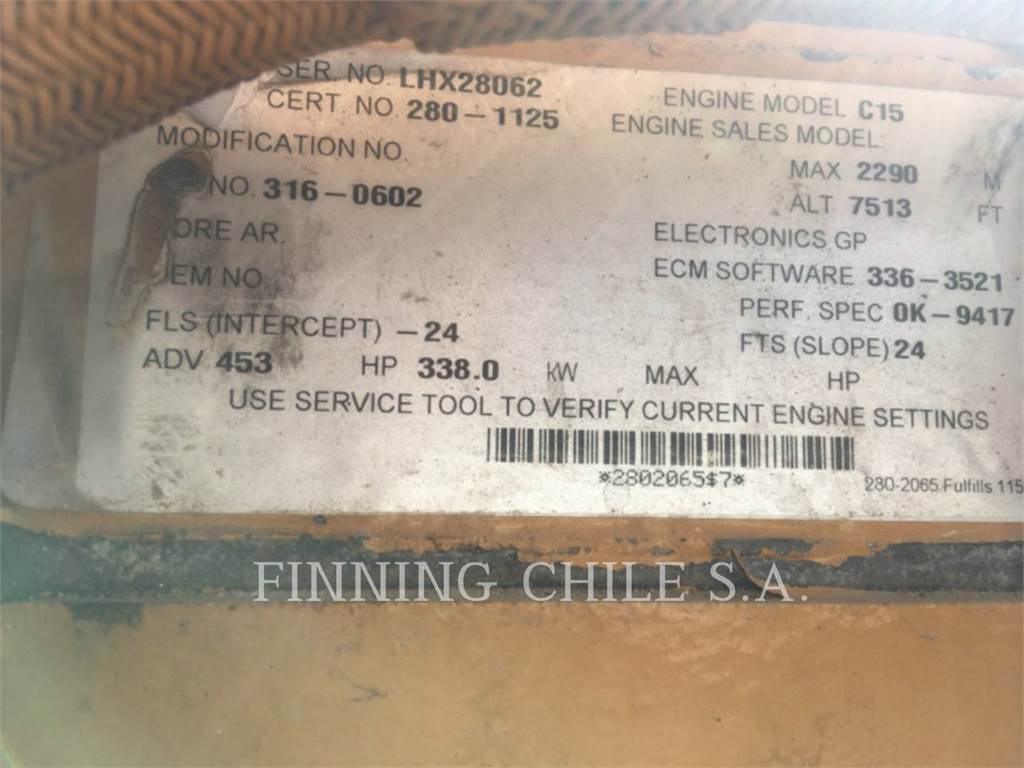 SER. NO. LHX28062 ENGINE MODEL C15
CERT. NO. 280-1125 ENGINE SALES MODEL:
MODIFICATION NO. MAX 2290 M
NO. 316-0602 ALT 7513 FT
ORE AR. ELECTRONICS GP
EM NO ECM SOFTWARE 336-3521
PERF. SPEC 0K-9417
FLS (INTERCEPT) -24 FTS (SLOPE) 24
ADV 453 HP 338.0 KW MAX HP
USE SERVICE TOOL TO VERIFY CURRENT ENGINE SETTINGS
*2802065$7*
280-2065 Fulfills 115
FINNING CHILE S.A.